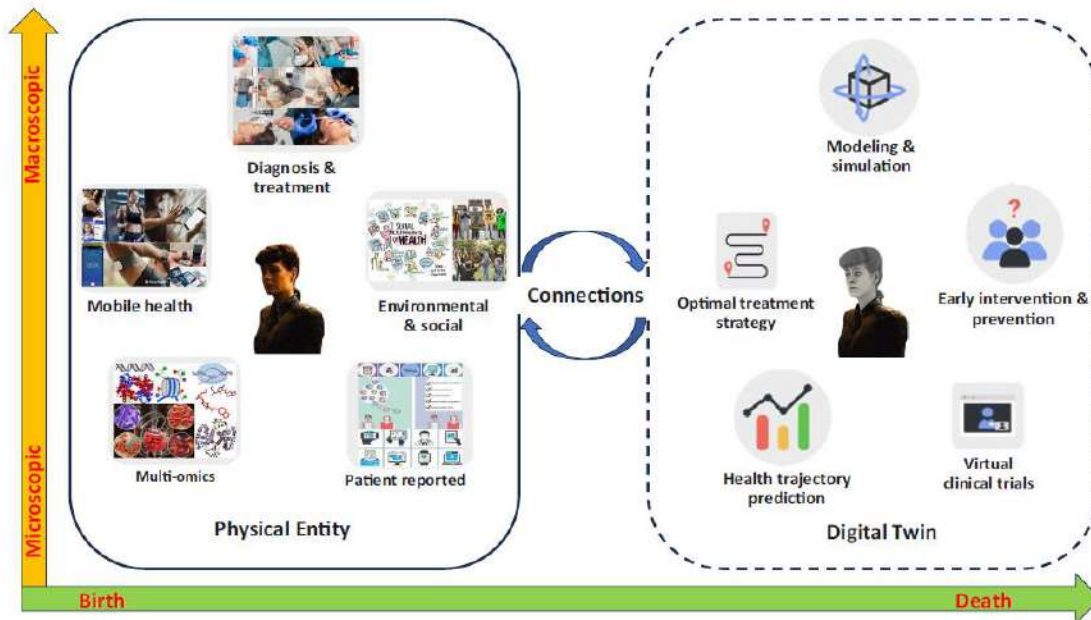 Macroscopic
Microscopic
Diagnosis &
treatment
Mobile health
Environmental
& social
Multi-omics
Patient reported
Physical Entity
Connections
Modeling &
simulation
Optimal treatment
strategy
Early intervention &
prevention
?
Health trajectory
prediction
Virtual
clinical trials
Digital Twin
Birth
Death